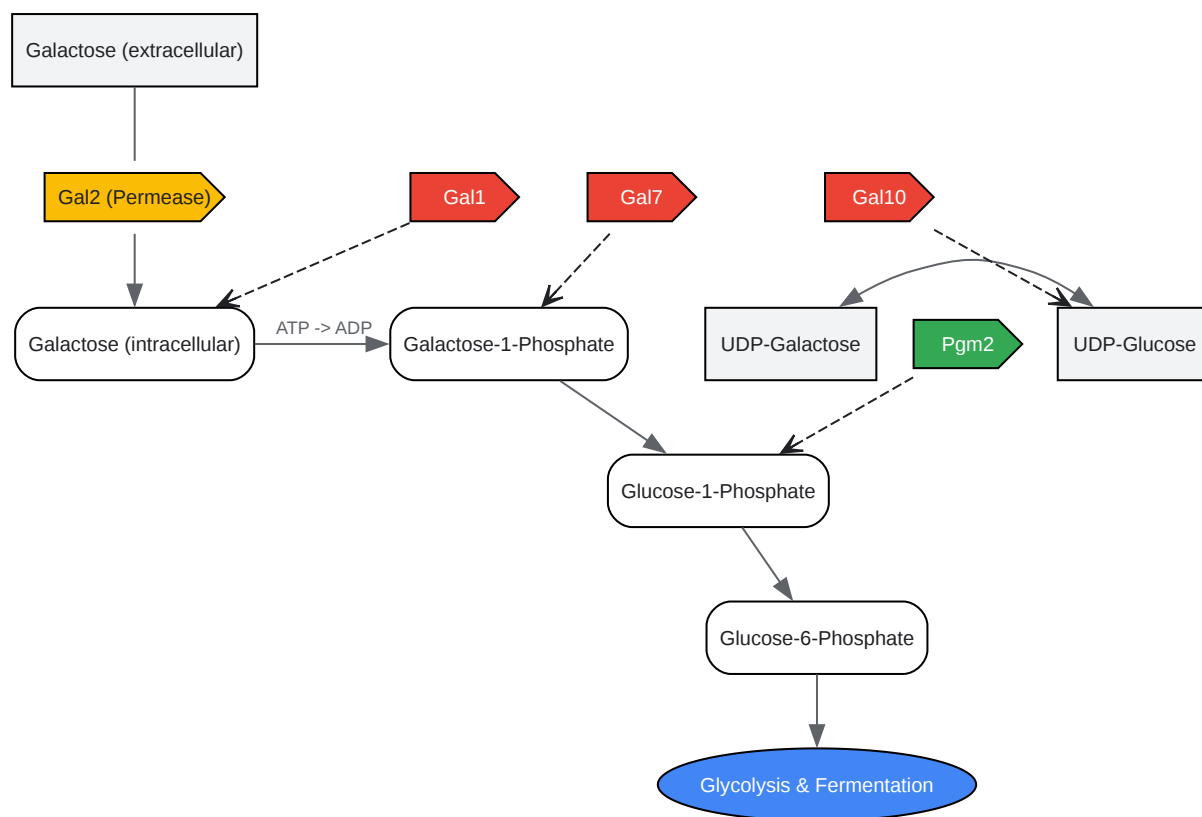 Galactose (extracellular)
Gal2 (Permease)
Gal1
Gal7
Gal10
Galactose (intracellular)
ATP -> ADP
Galactose-1-Phosphate
UDP-Galactose
Pgm2
UDP-Glucose
Glucose-1-Phosphate
Glucose-6-Phosphate
Glycolysis & Fermentation